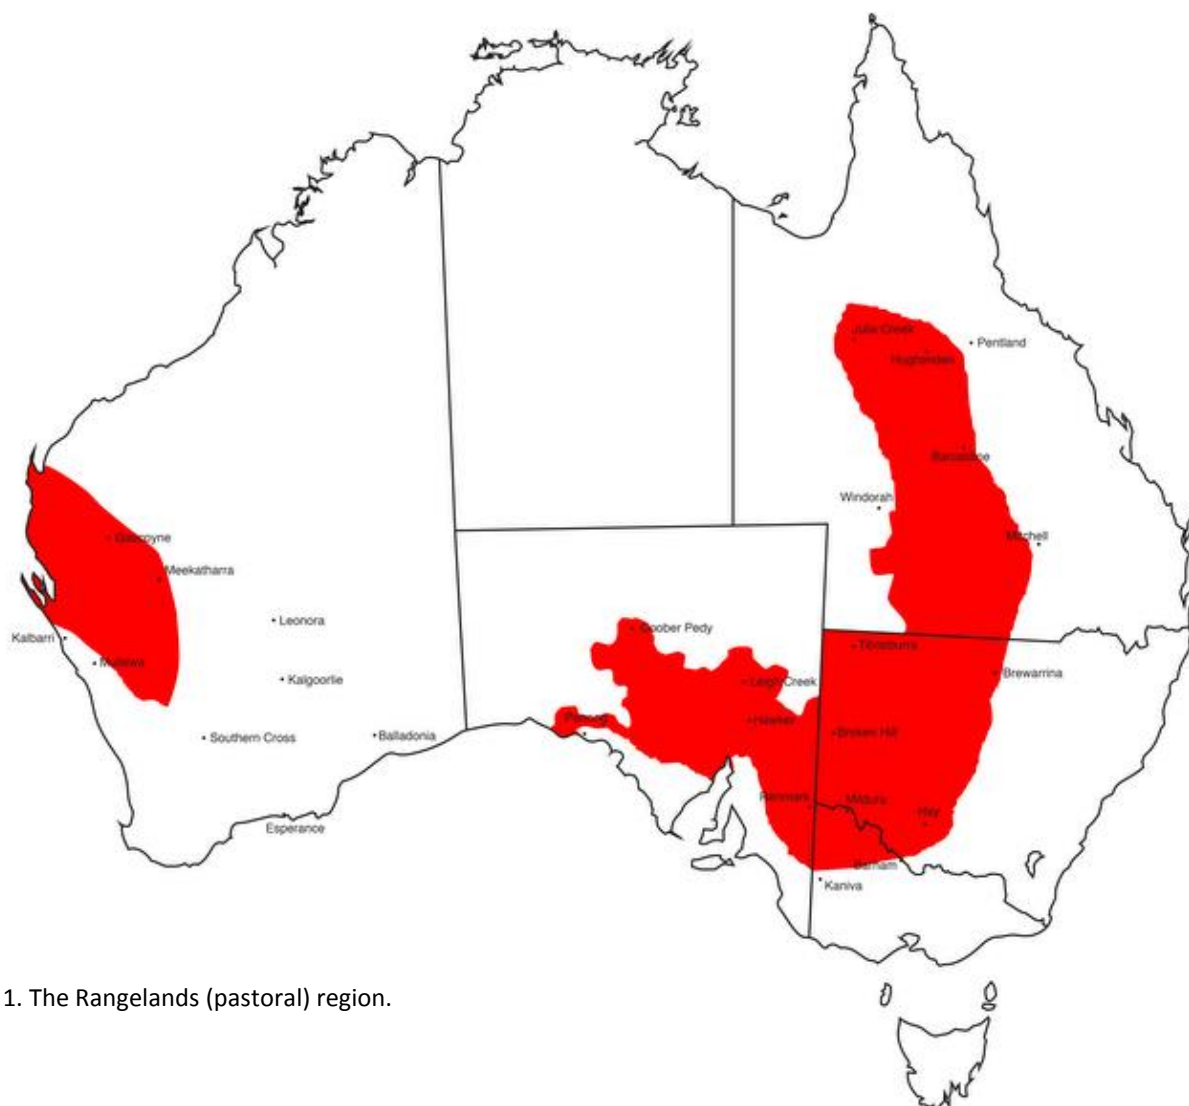 Julia Creek
Pentland
Hughenden
Barcaldine
Windorah
Mitchell
Gascoyne
Meekatharra
Leonora
Coober Pedy
Kalbarri
Tibooburra
Mullewa
Kalgoorlie
Leigh Creek
Brewarrina
Penong
Hawker
Southern Cross
Balladonia
Broken Hill
Renmark
Mildura
Hay
Esperance
Barham
Kaniva
1. The Rangelands (pastoral) region.